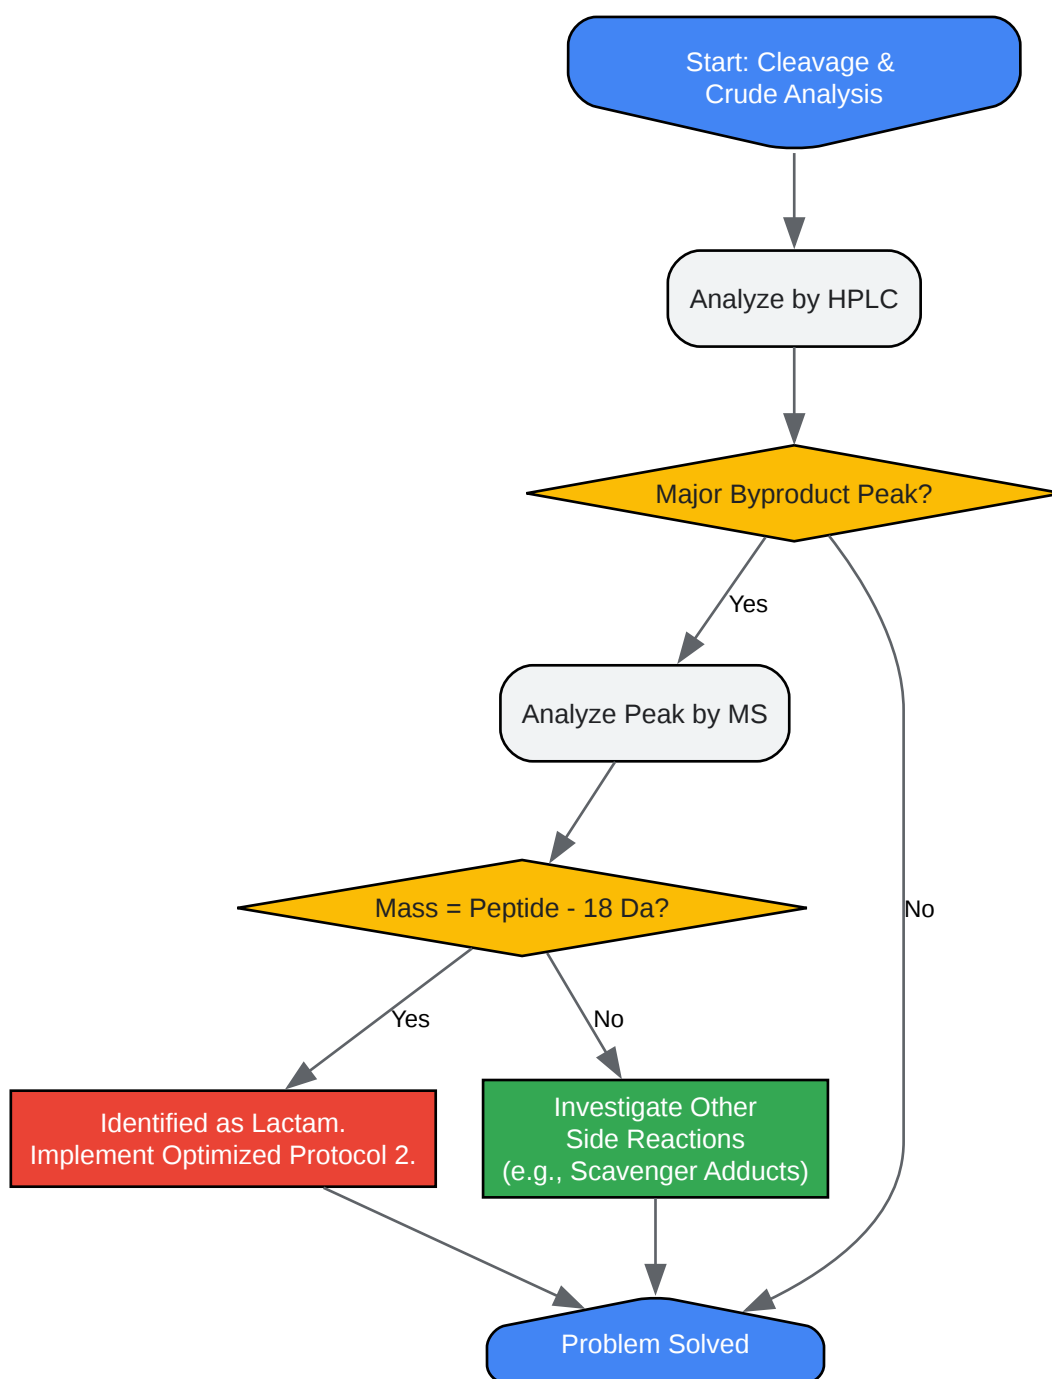 Start: Cleavage &
Crude Analysis
Analyze by HPLC
Major Byproduct Peak?
Yes
Analyze Peak by MS
Mass = Peptide - 18 Da?
No
Yes
No
Identified as Lactam.
Implement Optimized Protocol 2.
Investigate Other
Side Reactions
(e.g., Scavenger Adducts)
Problem Solved